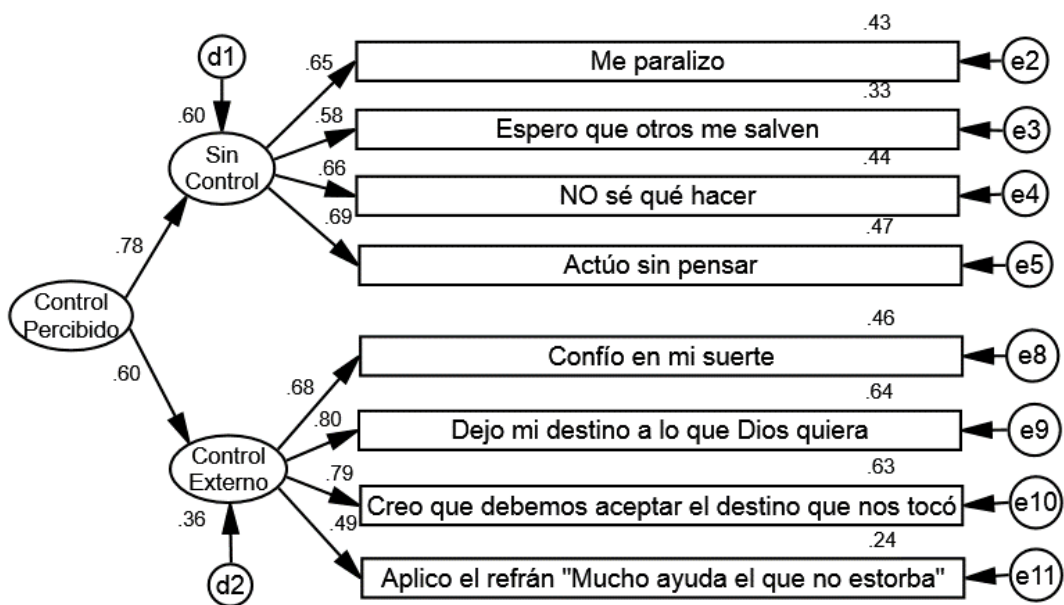 .43
d1
.65
Me paralizo
e2
.33
.60
.58
Espero que otros me salven
e3
Sin
Control
.66
.44
NO sé qué hacer
e4
.69
.47
.78
Actúo sin pensar
e5
Control
Percibido
.46
.60
Confío en mi suerte
e8
.68
.64
.80
Dejo mi destino a lo que Dios quiera
e9
Control
Externo
.79
.63
Creo que debemos aceptar el destino que nos tocó
e10
.36
.49
.24
d2
Aplico el refrán "Mucho ayuda el que no estorba"
e11